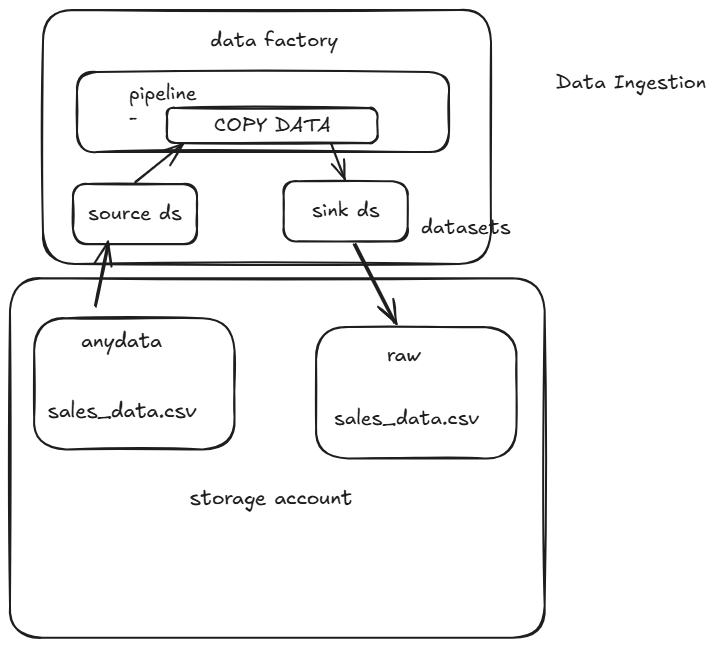 data factory
Data Ingestion
pipeline
-
COPY DATA
source ds
sink ds
datasets
anydata
raw
sales_data.csv
sales_data.csv
storage account